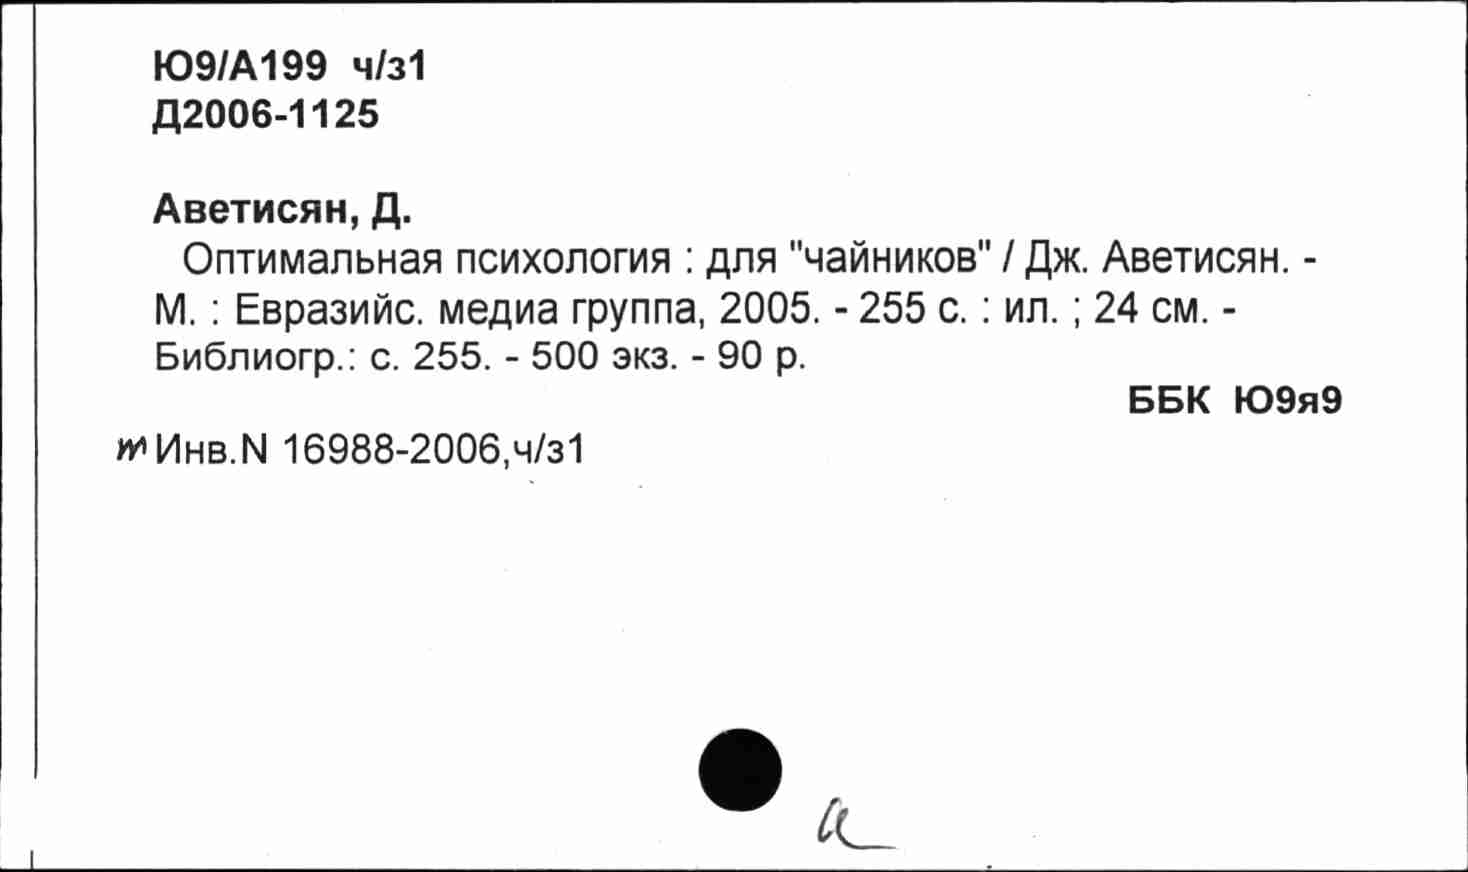 Ю9/А199 ч/з1
Д2006-1125
Аветисян, Д.
Оптимальная психология : для "чайников" / Дж. Аветисян. -
М. : Евразийс. медиа группа, 2005. - 255 с. : ил. ; 24 см. -
Библиогр.: с. 255. - 500 экз. - 90 р.
ББК Ю9я9
Инв.N 16988-2006,ч/з1
а